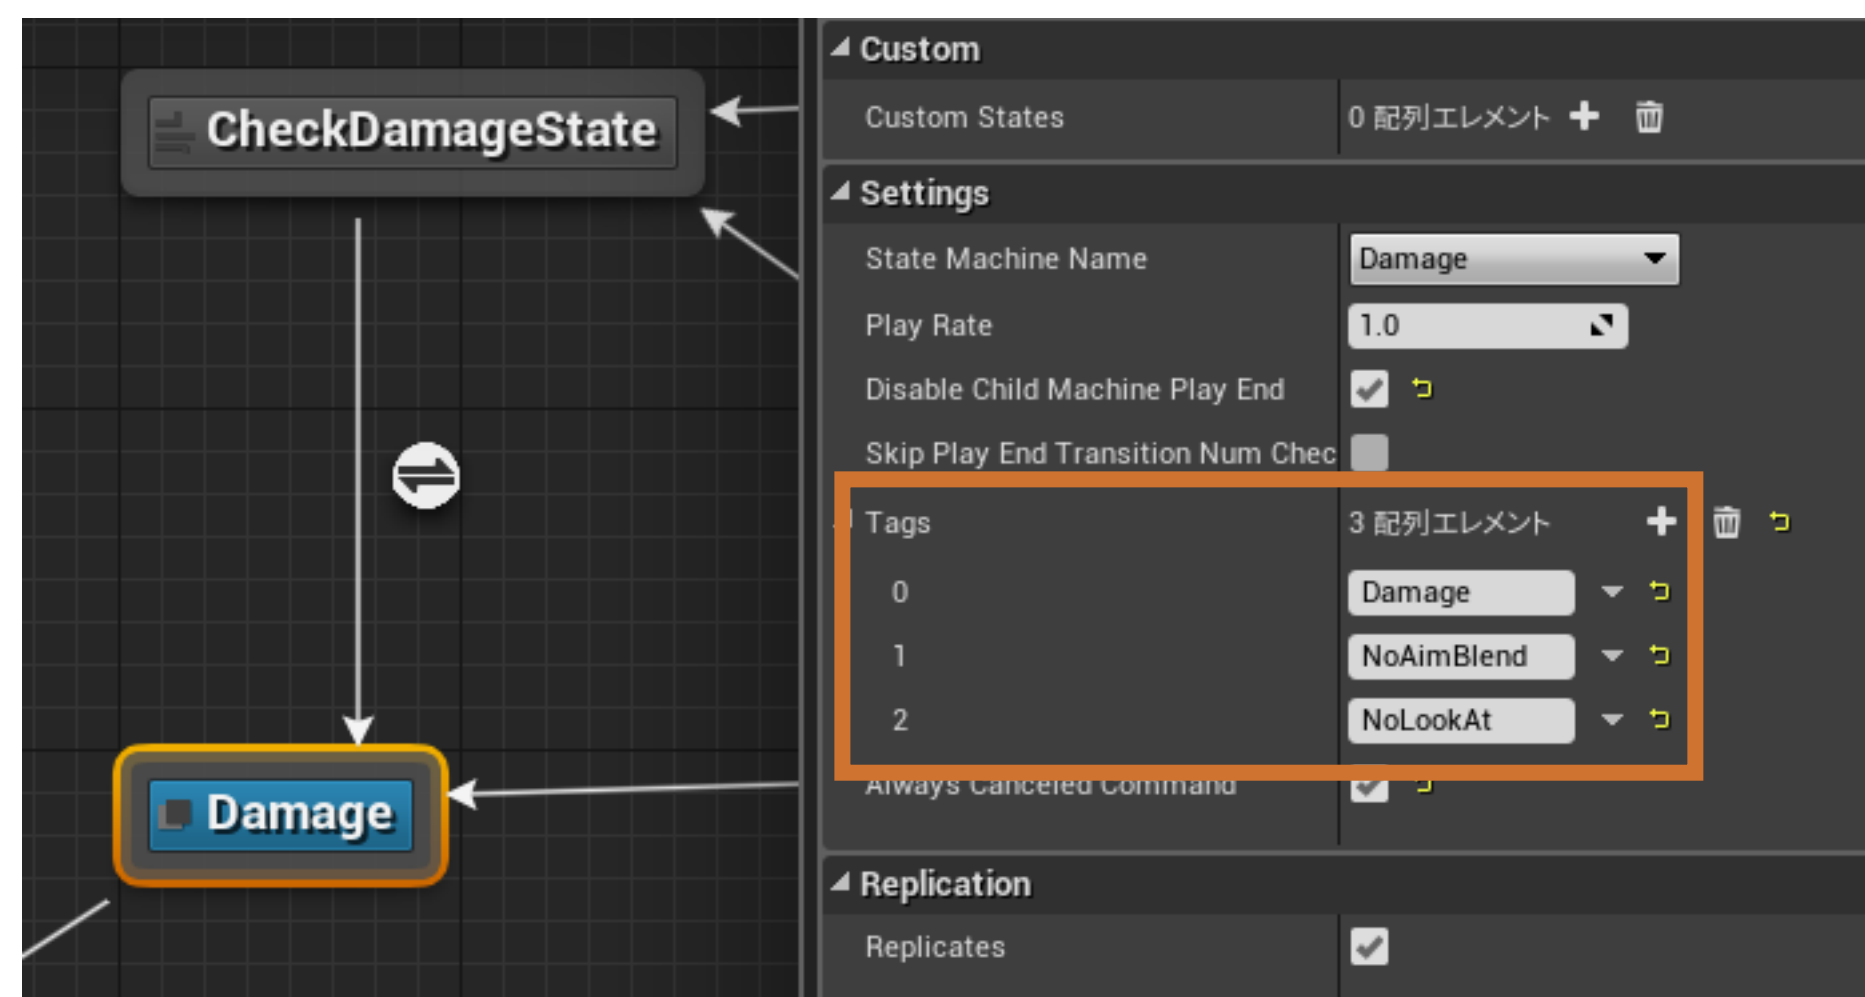 CheckDamageState
Damage
Custom
Custom States 0 配列エレメント
Settings
State Machine Name Damage
Play Rate 1.0
Disable Child Machine Play End
Skip Play End Transition Num Chec
Tags 3 配列エレメント
0 Damage
1 NoAimBlend
2 NoLookAt
Always Canceled Command
Replication
Replicates